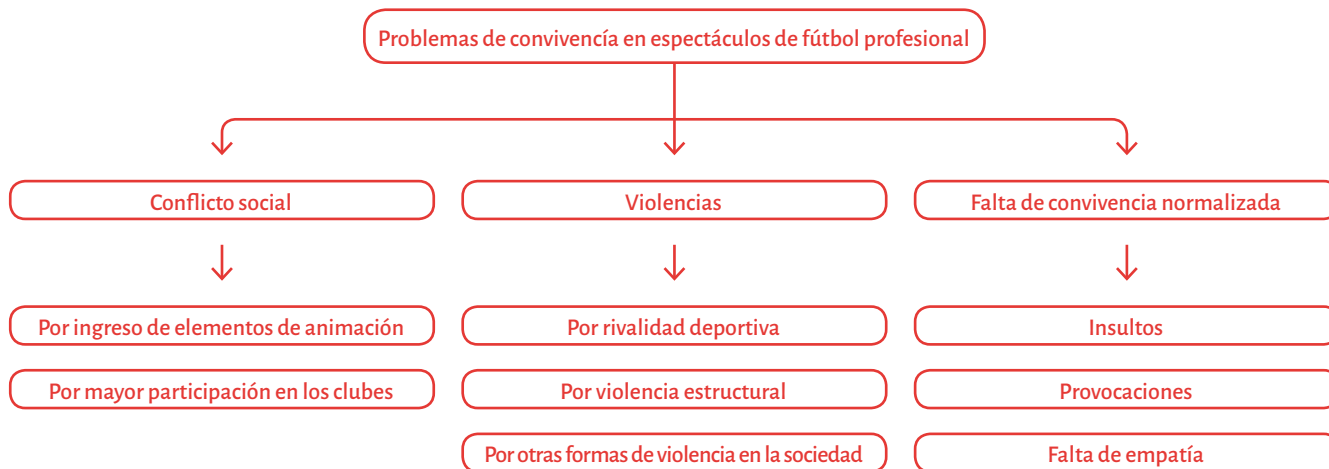 Problemas de convivencía en espectáculos de fútbol profesional
Conflicto social
Violencias
Falta de convivencia normalizada
Por ingreso de elementos de animación
Por rivalidad deportiva
Insultos
Por mayor participación en los clubes
Por violencia estructural
Provocaciones
Por otras formas de violencia en la sociedad
Falta de empatía